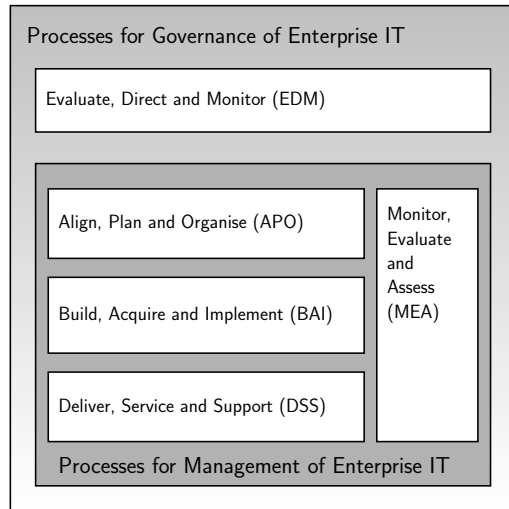 Processes for Governance of Enterprise IT
Evaluate, Direct and Monitor (EDM)
Align, Plan and Organise (APO)
Build, Acquire and Implement (BAI)
Deliver, Service and Support (DSS)
Monitor,
Evaluate
and
Assess
(MEA)
Processes for Management of Enterprise IT